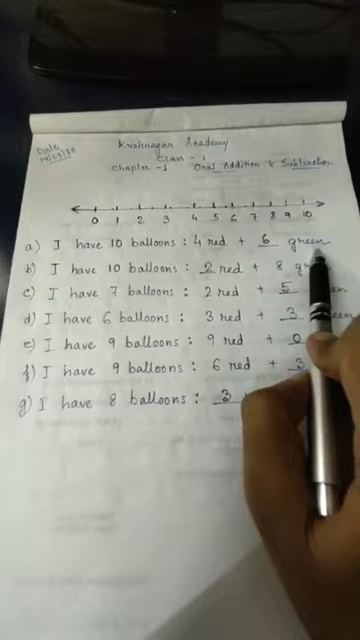 Date
Krishnagar Academy
Class - 1
Chapter - 1 Oral Addition & Subtraction
0 1 2 3 4 5 6 7 8 9 10
a) I have 10 balloons : 4 red + 6 green
b) I have 10 balloons : 2 red + 8
c) I have 7 balloons : 2 red + 5
d) I have 6 balloons : 3 red + 3
e) I have 9 balloons : 9 red + 0
f) I have 9 balloons : 6 red + 3
g) I have 8 balloons : 3